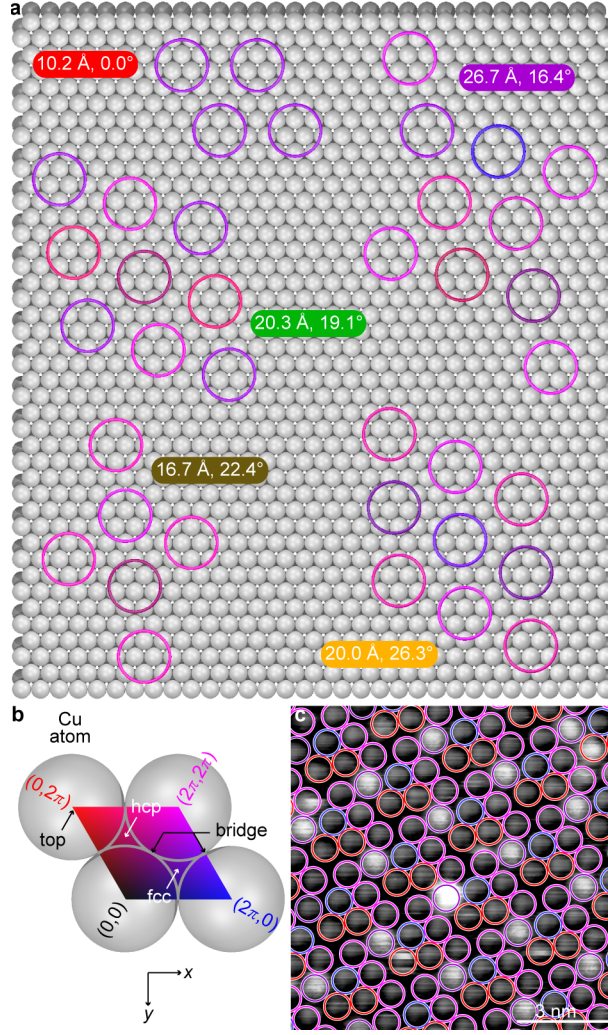 a
10.2 Å, 0.0°
26.7 Å, 16.4°
20.3 Å, 19.1°
16.7 Å, 22.4°
20.0 Å, 26.3°
b
Cu
atom
(0,2π)
(2π,2π)
hcp
top
bridge
fcc
(0,0)
(2π,0)
x
y
c
3 nm